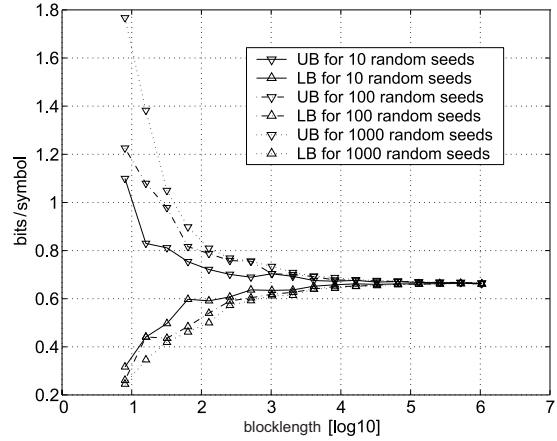 1.8
1.6
1.4
1.2
1
0.8
0.6
0.4
0.2
bits/symbol
UB for 10 random seeds
LB for 10 random seeds
UB for 100 random seeds
LB for 100 random seeds
UB for 1000 random seeds
LB for 1000 random seeds
0 1 2 3 4 5 6 7
blocklength [log10]